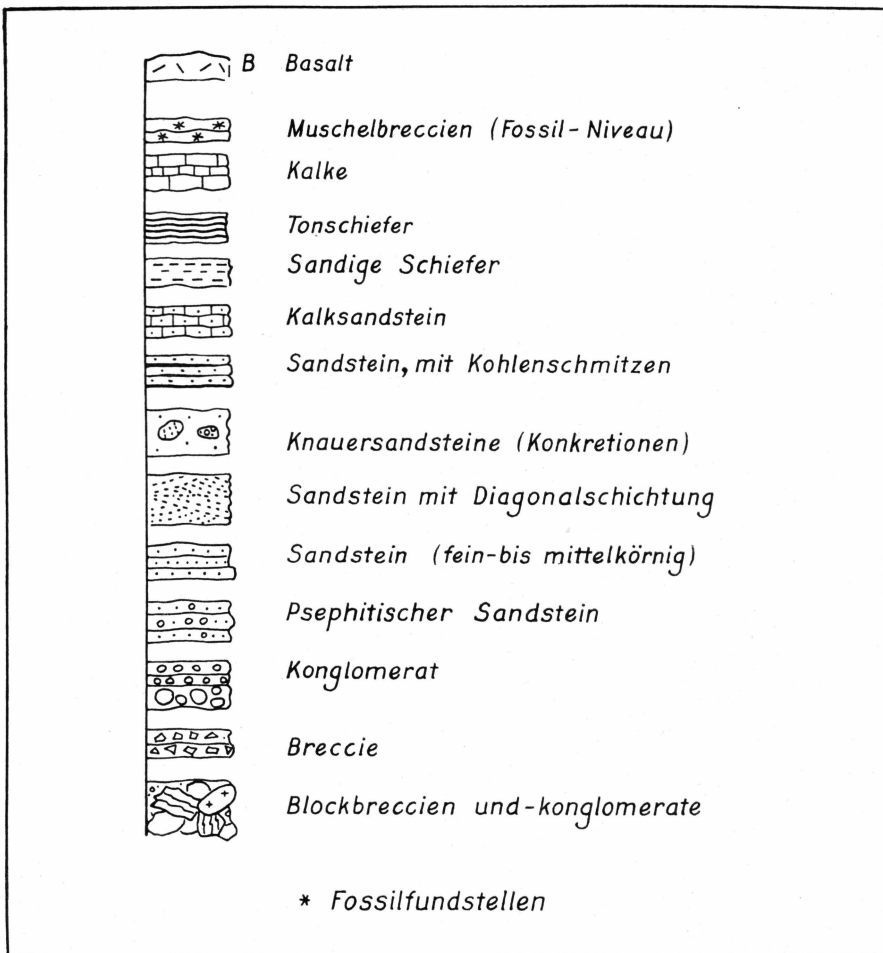 B Basalt
Muschelbreccien (Fossil-Niveau)
Kalke
Tonschiefer
Sandige Schiefer
Kalksandstein
Sandstein, mit Kohlenschmitzen
Knauersandsteine (Konkretionen)
Sandstein mit Diagonalschichtung
Sandstein (fein-bis mittelkörnig)
Psephitischer Sandstein
Konglomerat
Breccie
Blockbreccien und-konglomerate
* Fossilfundstellen